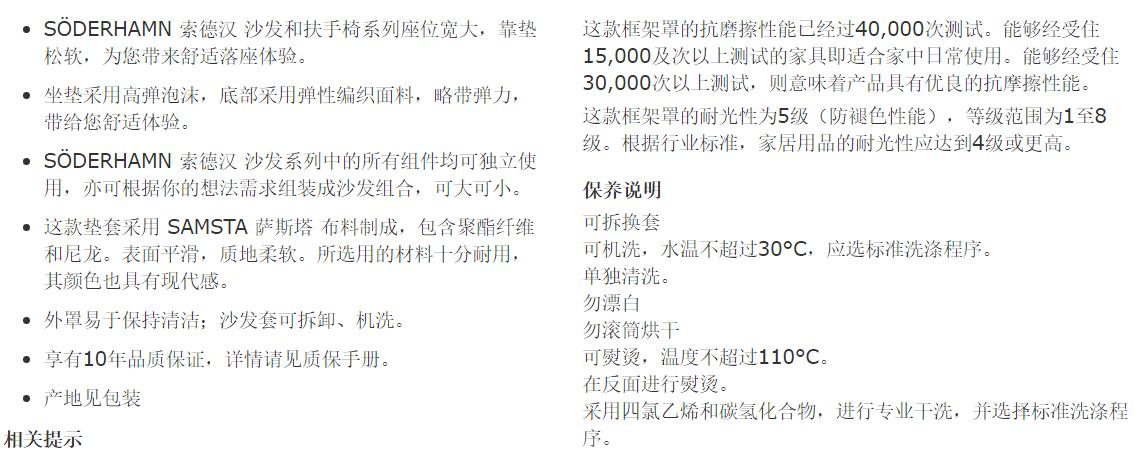 SÖDERHAMN 索德汉 沙发和扶手椅系列座位宽大，靠垫
松软，为您带来舒适落座体验。
坐垫采用高弹泡沫，底部采用弹性编织面料，略带弹力，
带给您舒适体验。
SÖDERHAMN 索德汉 沙发系列中的所有组件均可独立使
用，亦可根据你的想法需求组装成沙发组合，可大可小。
这款垫套采用 SAMSTA 萨斯塔 布料制成，包含聚酯纤维
和尼龙。表面平滑，质地柔软。所选用的材料十分耐用，
其颜色也具有现代感。
外罩易于保持清洁；沙发套可拆卸、机洗。
享有10年品质保证，详情请见质保手册。
产地见包装
相关提示
这款框架罩的抗磨擦性能已经过40,000次测试。能够经受住
15,000及次以上测试的家具即适合家中日常使用。能够经受住
30,000次以上测试，则意味着产品具有优良的抗摩擦性能。
这款框架罩的耐光性为5级（防褪色性能），等级范围为1至8
级。根据行业标准，家居用品的耐光性应达到4级或更高。
保养说明
可拆换套
可机洗，水温不超过30°C，应选标准洗涤程序。
单独清洗。
勿漂白
勿滚筒烘干
可熨烫，温度不超过110°C。
在反面进行熨烫。
采用四氯乙烯和碳氢化合物，进行专业干洗，并选择标准洗涤程
序。